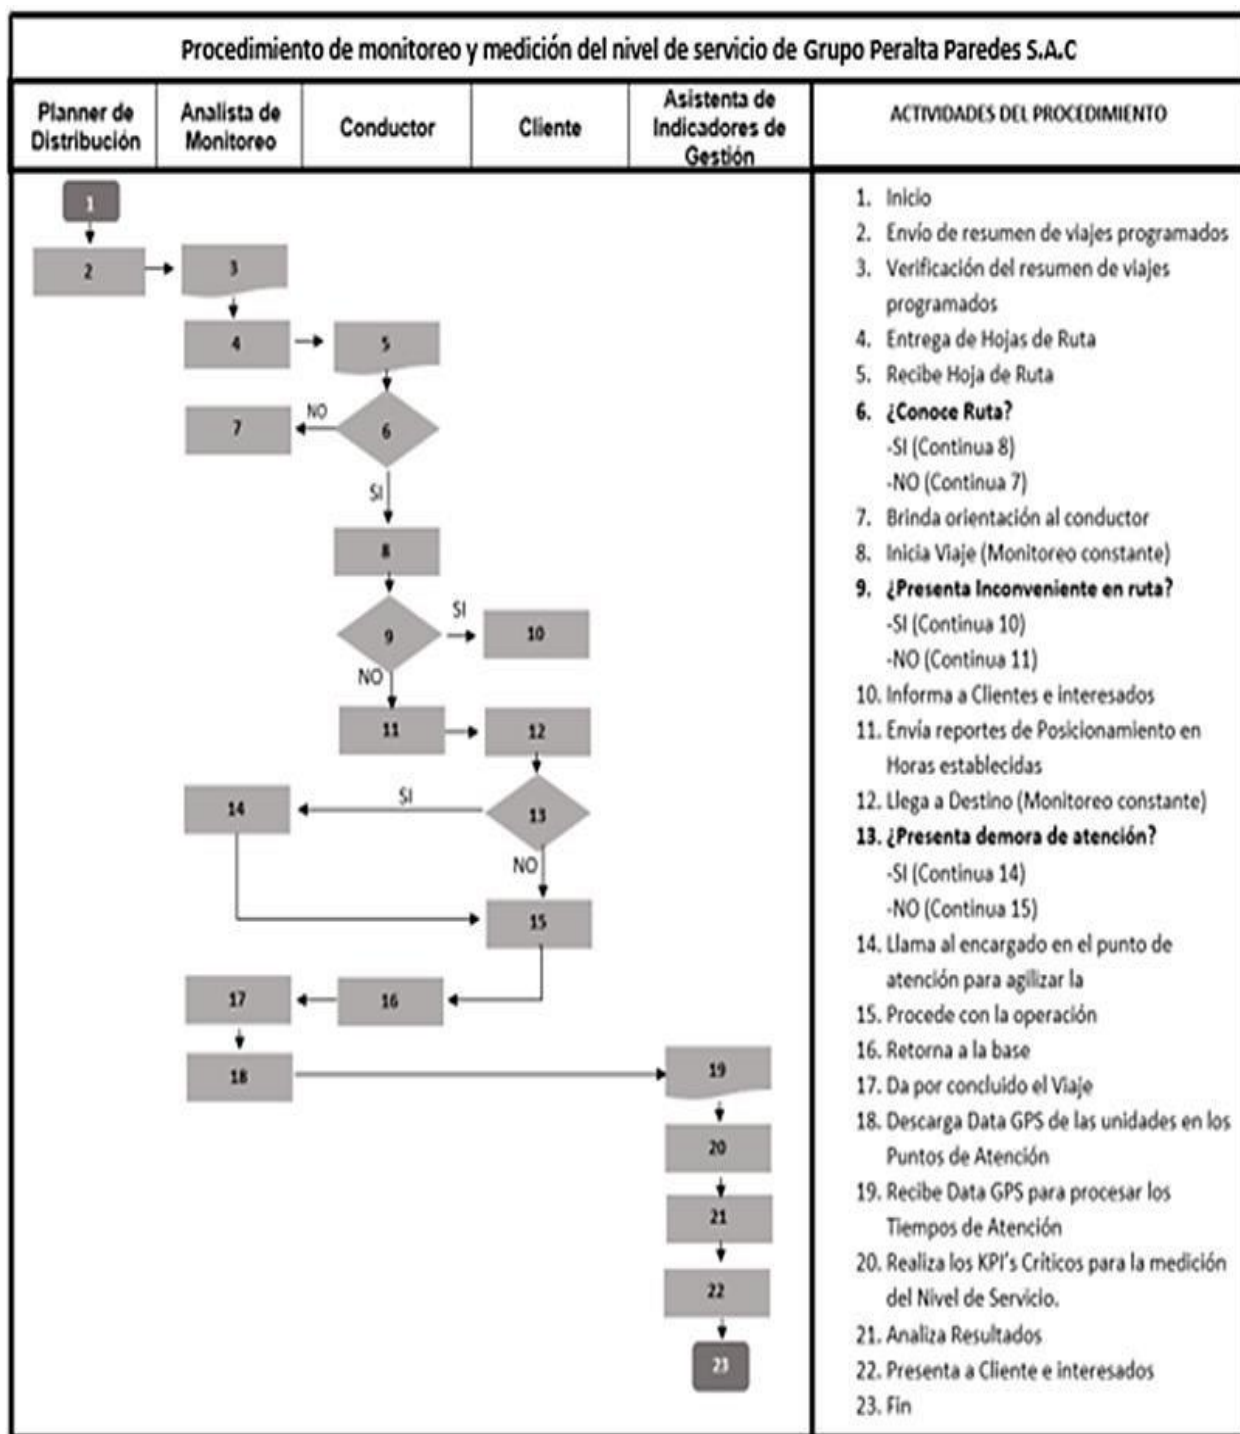 Procedimiento de monitoreo y medición del nivel de servicio de Grupo Peralta Paredes S.A.C
Planner de
Distribución
Analista de
Monitoreo
Conductor
Cliente
Asistenta de
Indicadores de
Gestión
ACTIVIDADES DEL PROCEDIMIENTO
1
2
3
4
5
NO
7
6
SI
8
SI
9
10
NO
11
12
SI
14
13
NO
15
17
16
18
19
20
21
22
23
1. Inicio
2. Envío de resumen de viajes programados
3. Verificación del resumen de viajes
programados
4. Entrega de Hojas de Ruta
5. Recibe Hoja de Ruta
6. ¿Conoce Ruta?
-SI (Continua 8)
-NO (Continua 7)
7. Brinda orientación al conductor
8. Inicia Viaje (Monitoreo constante)
9. ¿Presenta Inconveniente en ruta?
-SI (Continua 10)
-NO (Continua 11)
10. Informa a Clientes e interesados
11. Envía reportes de Posicionamiento en
Horas establecidas
12. Llega a Destino (Monitoreo constante)
13. ¿Presenta demora de atención?
-SI (Continua 14)
-NO (Continua 15)
14. Llama al encargado en el punto de
atención para agilizar la
15. Procede con la operación
16. Retorna a la base
17. Da por concluido el Viaje
18. Descarga Data GPS de las unidades en los
Puntos de Atención
19. Recibe Data GPS para procesar los
Tiempos de Atención
20. Realiza los KPI's Criticos para la medición
del Nivel de Servicio.
21. Analiza Resultados
22. Presenta a Cliente e interesados
23. Fin